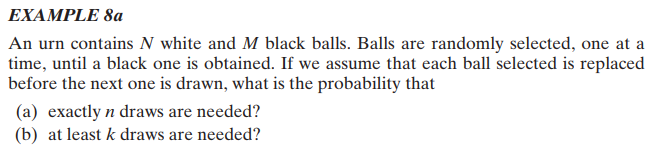 EXAMPLE 8a
An urn contains N white and M black balls. Balls are randomly selected, one at a
time, until a black one is obtained. If we assume that each ball selected is replaced
before the next one is drawn, what is the probability that
(a) exactly n draws are needed?
(b) at least k draws are needed?